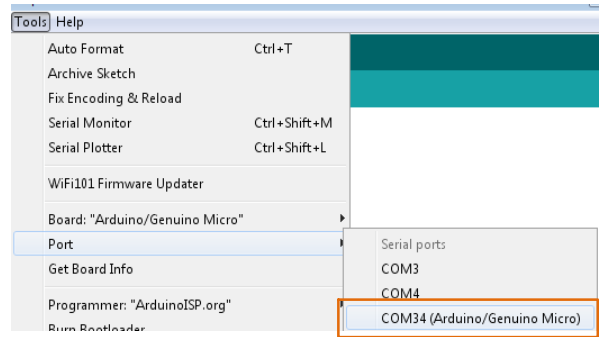 Tools Help
Auto Format Ctrl+T
Archive Sketch
Fix Encoding & Reload
Serial Monitor Ctrl+Shift+M
Serial Plotter Ctrl+Shift+L
WiFi101 Firmware Updater
Board: "Arduino/Genuino Micro"
Port
Get Board Info
Programmer: "ArduinoISP.org"
Burn Bootloader
Serial ports
COM3
COM4
COM34 (Arduino/Genuino Micro)